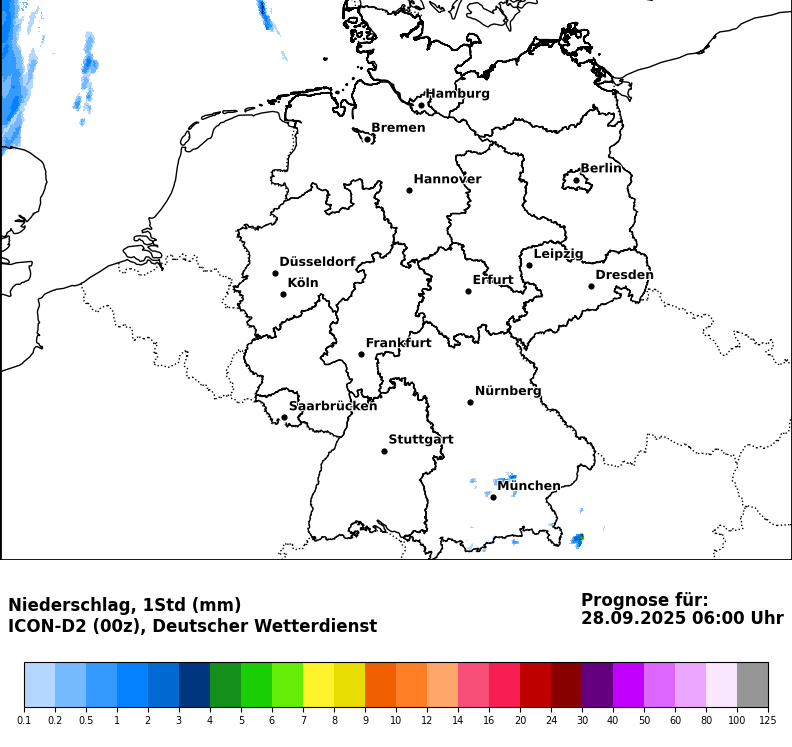 Hamburg
Bremen
Berlin
Hannover
Leipzig
Düsseldorf
Dresden
Köln
Erfurt
Frankfurt
Nürnberg
Saarbrücken
Stuttgart
München
Niederschlag, 1Std (mm)
ICON-D2 (00z), Deutscher Wetterdienst
Prognose für:
28.09.2025 06:00 Uhr
0.1 0.2 0.5 1 2 3 4 5 6 7 8 9 10 12 14 16 20 24 30 40 50 60 80 100 125